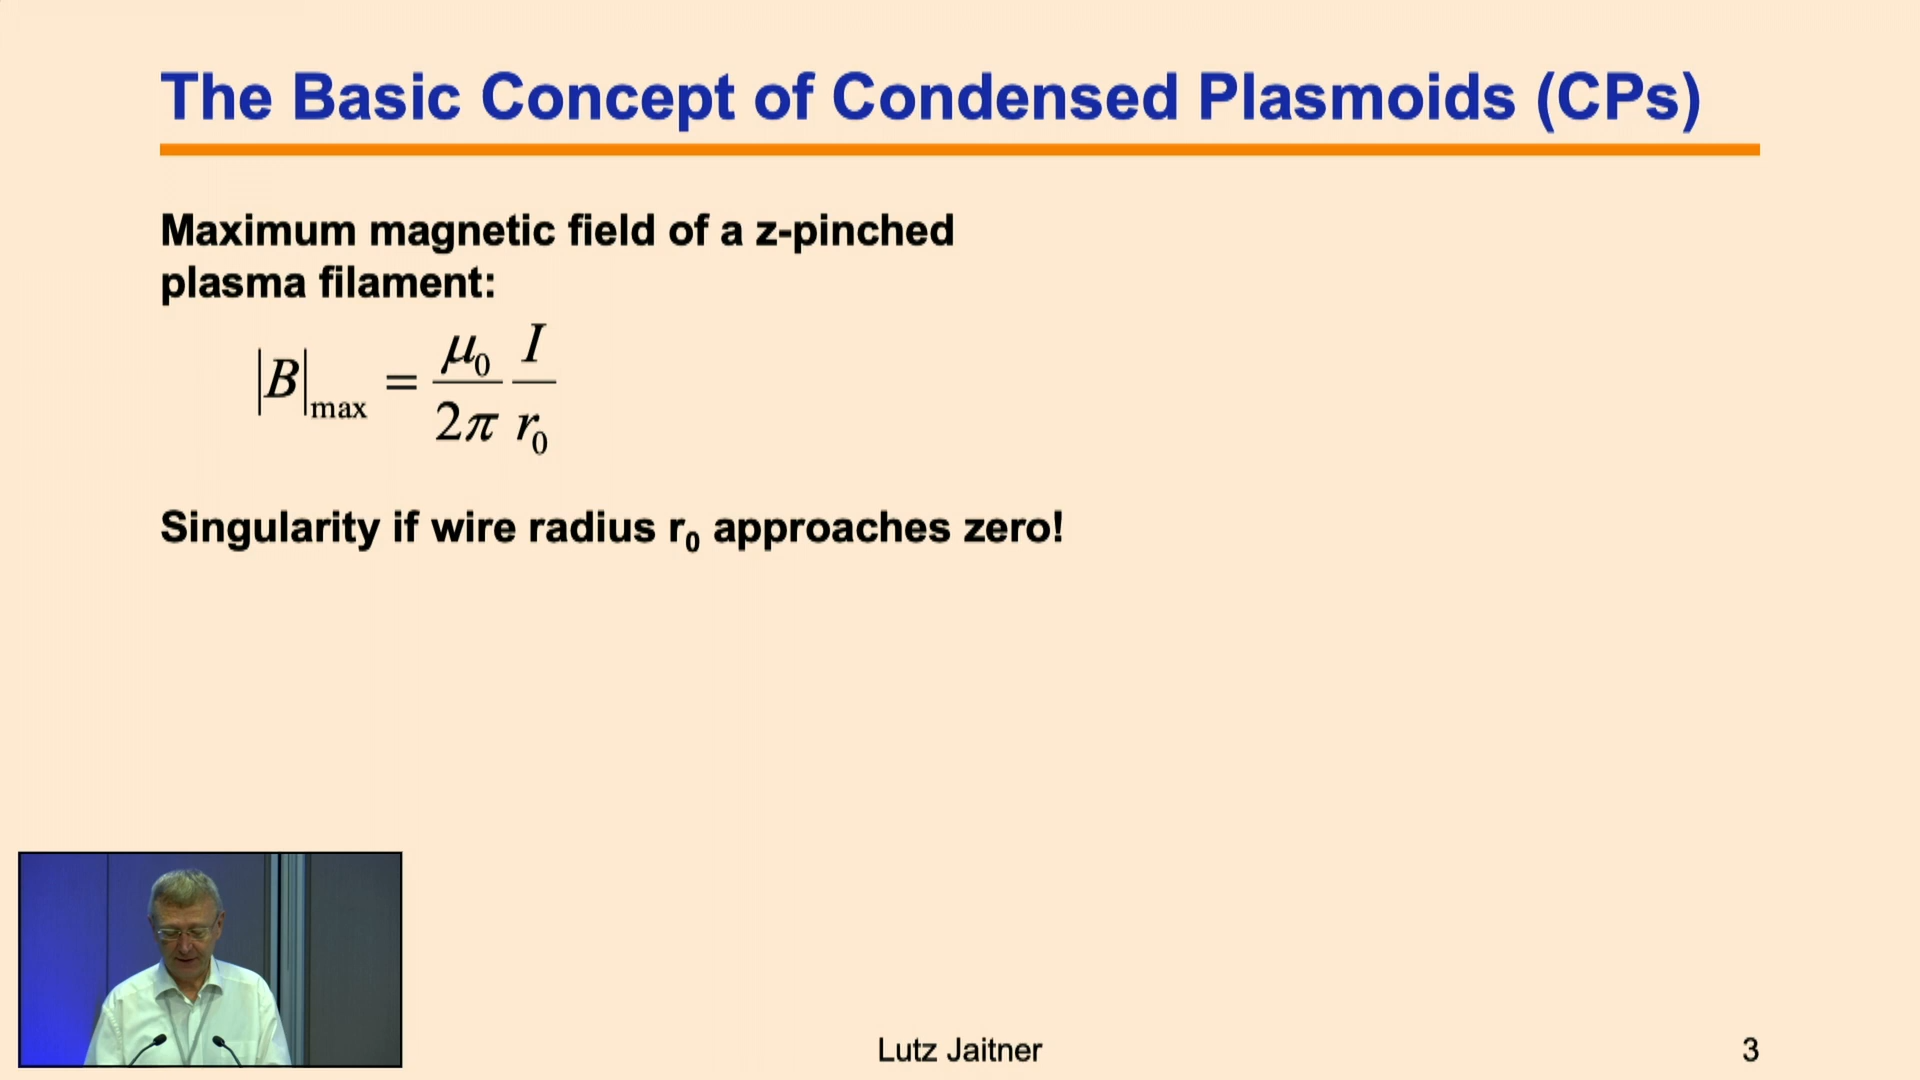 The Basic Concept of Condensed Plasmoids (CPs)
Maximum magnetic field of a z-pinched
plasma filament:
|B|max = μ0/2π I/r0
Singularity if wire radius r0 approaches zero!
Lutz Jaitner
3